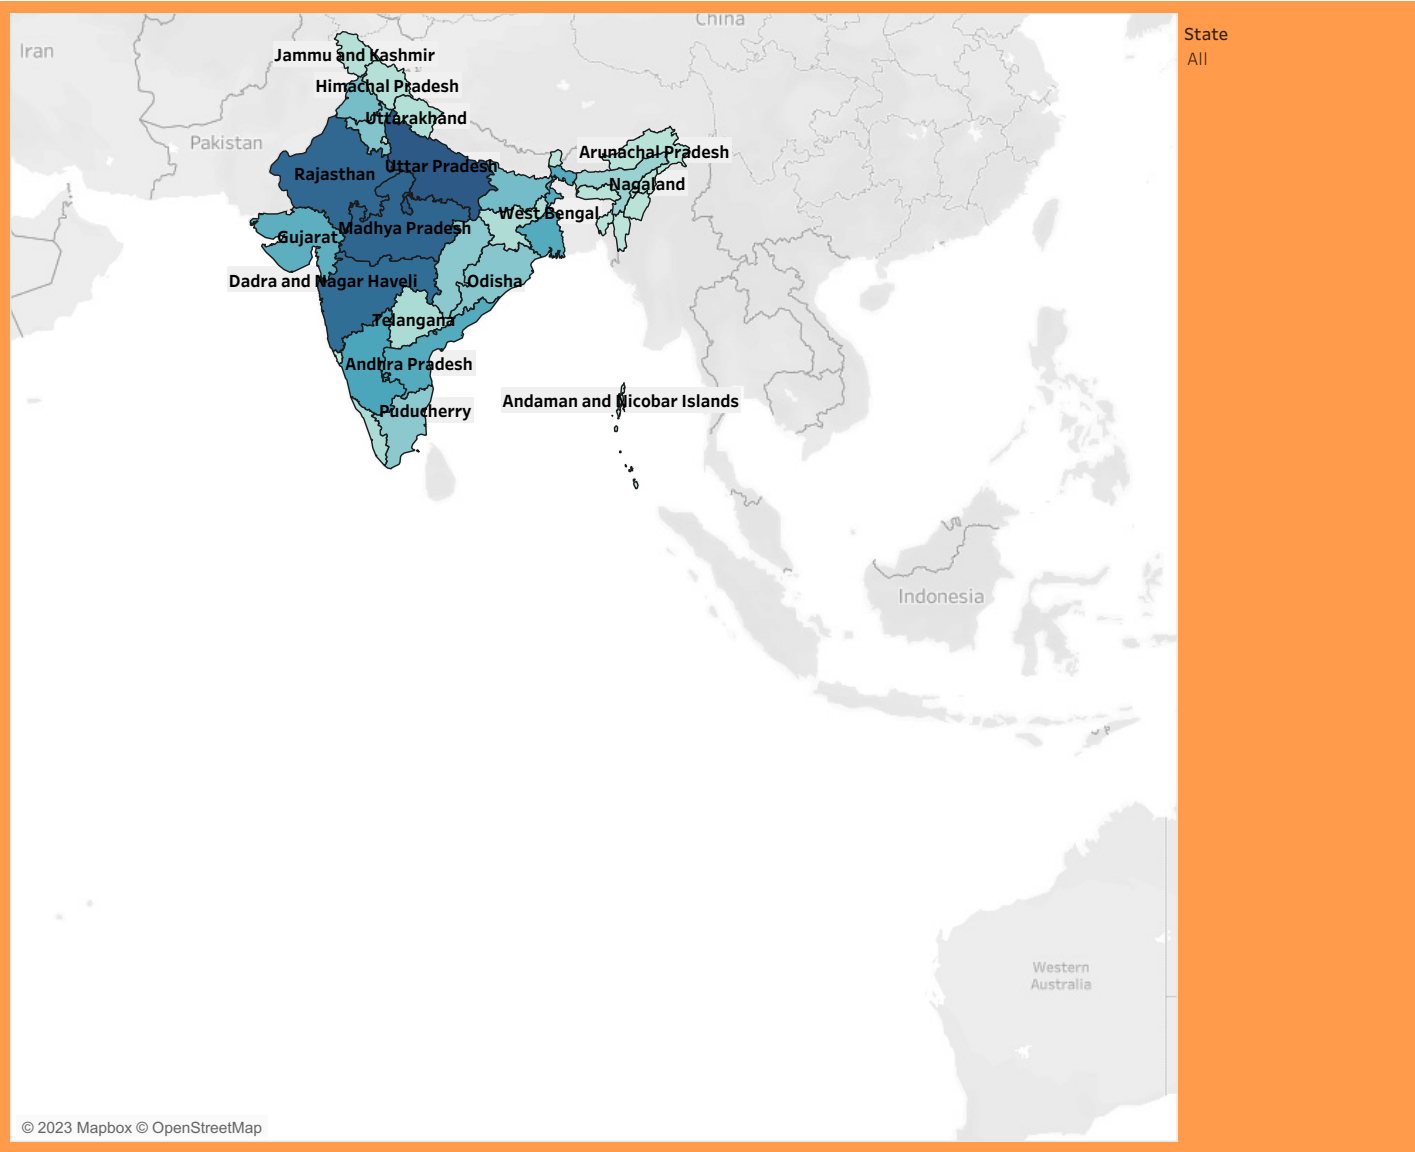 China
State
All
Iran
Jammu and Kashmir
Himachal Pradesh
Uttarakhand
Pakistan
Arunachal Pradesh
Uttar Pradesh
Rajasthan
Nagaland
West Bengal
Madhya Pradesh
Gujarat
Dadra and Nagar Haveli
Odisha
Telangana
Andhra Pradesh
Andaman and Nicobar Islands
Puducherry
Indonesia
Western
Australia
© 2023 Mapbox © OpenStreetMap